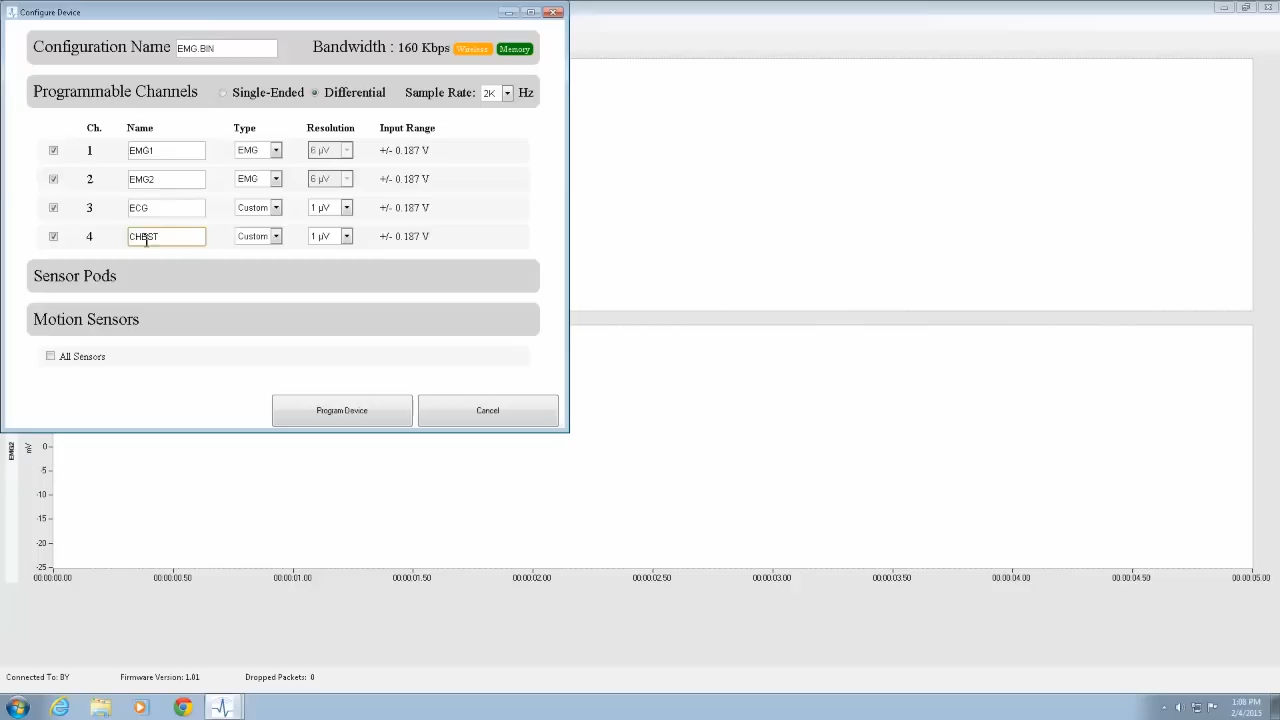 Configure Device
Configuration Name EMG.BIN Bandwidth : 160 Kbps Wireless Memory
Programmable Channels Single-Ended Differential Sample Rate: 2K Hz
Ch. Name Type Resolution Input Range
1 EMG1 EMG 6 µV +/- 0.187 V
2 EMG2 EMG 6 µV +/- 0.187 V
3 ECG Custom 1 µV +/- 0.187 V
4 CHEST Custom 1 µV +/- 0.187 V
Sensor Pods
Motion Sensors
All Sensors
Program Device Cancel
EMG2
mV
0
-5
-10
-15
-20
-25
00:00:00.00 00:00:00.50 00:00:01.00 00:00:01.50 00:00:02.00 00:00:02.50 00:00:03.00 00:00:03.50 00:00:04.00 00:00:04.50 00:00:05.00
Connected To: BY Firmware Version: 1.01 Dropped Packets: 0
1:08 PM
2/4/2015